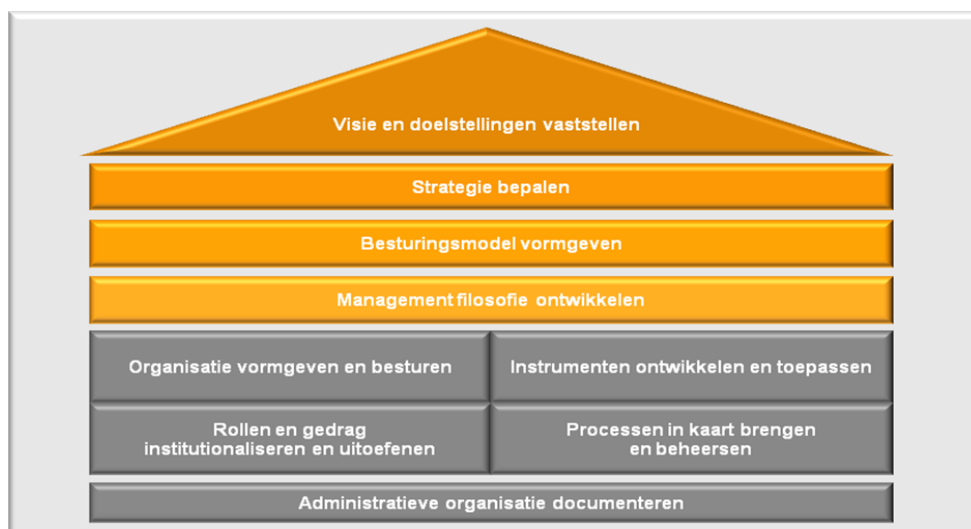 Visie en doelstellingen vaststellen
Strategie bepalen
Besturingsmodel vormgeven
Management filosofie ontwikkelen
Organisatie vormgeven en besturen
Instrumenten ontwikkelen en toepassen
Rollen en gedrag
institutionaliseren en uitoefenen
Processen in kaart brengen
en beheersen
Administratieve organisatie documenteren